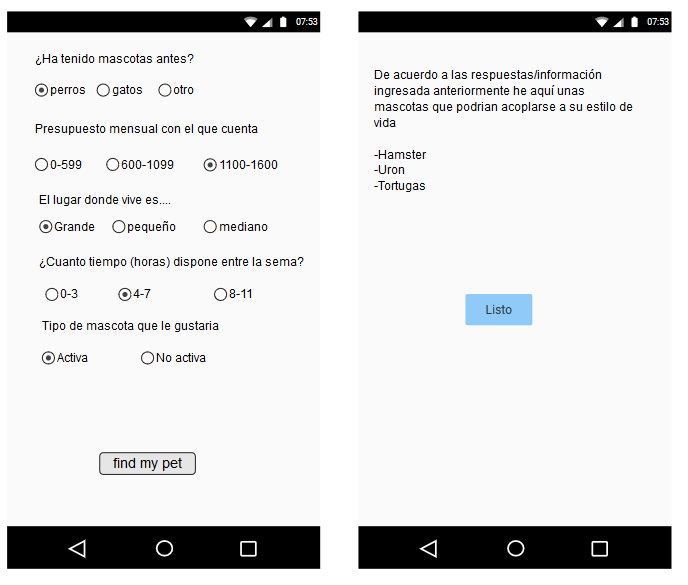 07:53
¿Ha tenido mascotas antes?
perros gatos otro
Presupuesto mensual con el que cuenta
0-599 600-1099 1100-1600
El lugar donde vive es....
Grande pequeño mediano
¿Cuanto tiempo (horas) dispone entre la sema?
0-3 4-7 8-11
Tipo de mascota que le gustaria
Activa No activa
find my pet
07:53
De acuerdo a las respuestas/información
ingresada anteriormente he aquí unas
mascotas que podrian acoplarse a su estilo de
vida
-Hamster
-Uron
-Tortugas
Listo